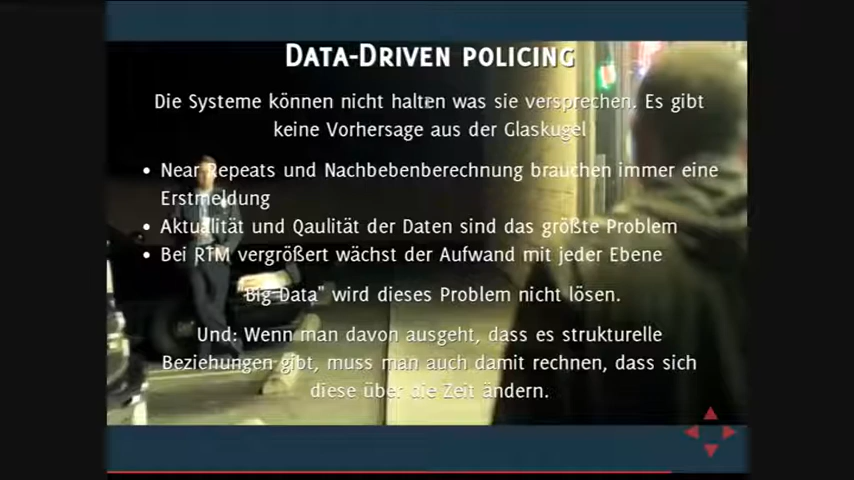 DATA-DRIVEN POLICING
Die Systeme können nicht halten was sie versprechen. Es gibt
keine Vorhersage aus der Glaskugel
• Near Repeats und Nachbebenberechnung brauchen immer eine
Erstmeldung
• Aktualität und Qaulität der Daten sind das größte Problem
• Bei RTM vergrößert wächst der Aufwand mit jeder Ebene
"Big Data" wird dieses Problem nicht lösen.
Und: Wenn man davon ausgeht, dass es strukturelle
Beziehungen gibt, muss man auch damit rechnen, dass sich
diese über die Zeit ändern.